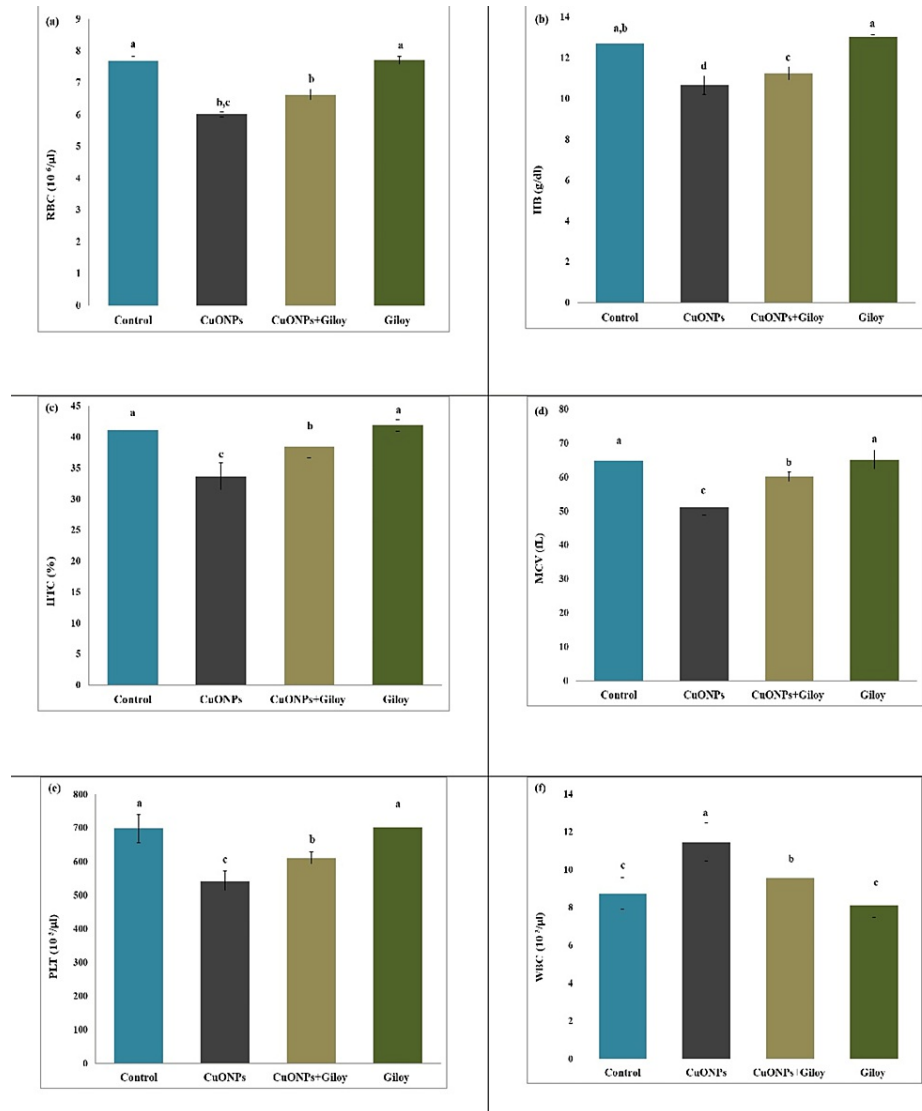 (a)
RBC (10 ⁶/µl)
9
8
7
6
5
4
3
2
1
0
a
b,c
b
a
Control CuONPs CuONPs+Giloy Giloy
(b)
HB (g/dl)
14
12
10
8
6
4
2
0
a,b
d
c
a
Control CuONPs CuONPs+Giloy Giloy
(c)
HTC (%)
45
40
35
30
25
20
15
10
5
0
a
c
b
a
Control CuONPs CuONPs+Giloy Giloy
(d)
MCV (fL)
80
70
60
50
40
30
20
10
0
a
c
b
a
Control CuONPs CuONPs+Giloy Giloy
(e)
PLT (10 ³/µl)
800
700
600
500
400
300
200
100
0
a
c
b
a
Control CuONPs CuONPs+Giloy Giloy
(f)
WBC (10 ³/µl)
14
12
10
8
6
4
2
0
c
a
b
c
Control CuONPs CuONPs+Giloy Giloy